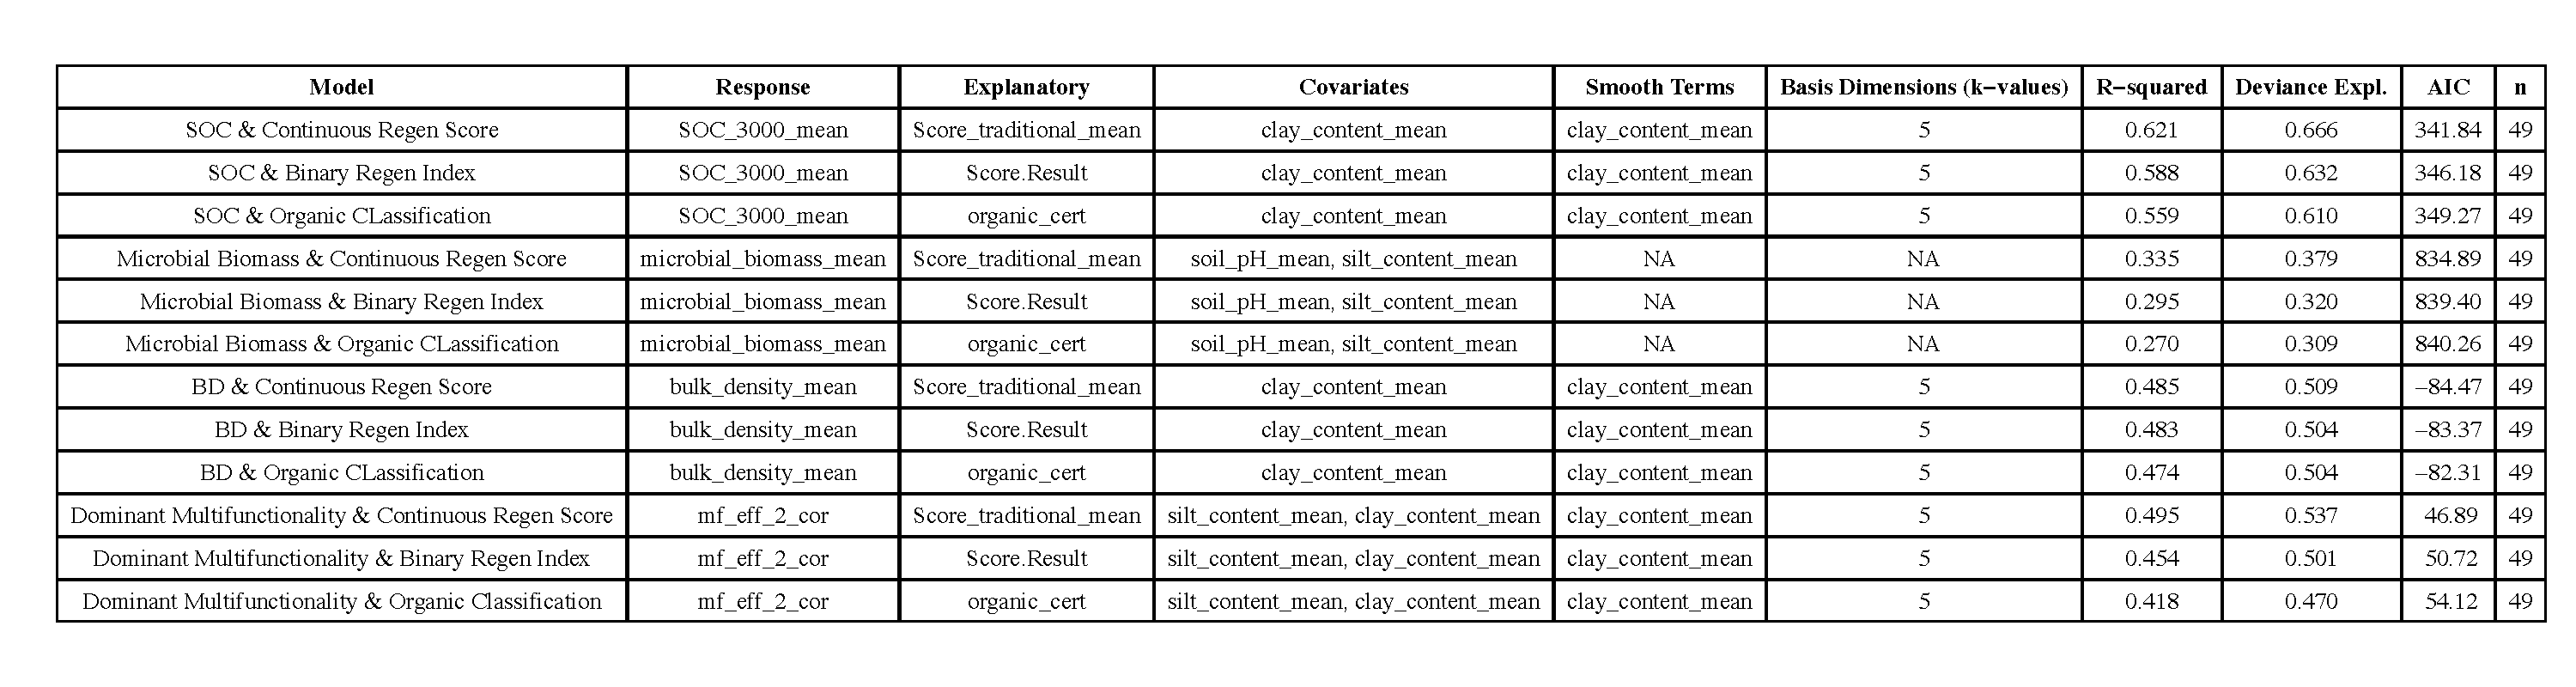 Model Response Explanatory Covariates Smooth Terms Basis Dimensions (k−values) R−squared Deviance Expl. AIC n
SOC & Continuous Regen Score SOC_3000_mean Score_traditional_mean clay_content_mean clay_content_mean 5 0.621 0.666 341.84 49
SOC & Binary Regen Index SOC_3000_mean Score.Result clay_content_mean clay_content_mean 5 0.588 0.632 346.18 49
SOC & Organic CLassification SOC_3000_mean organic_cert clay_content_mean clay_content_mean 5 0.559 0.610 349.27 49
Microbial Biomass & Continuous Regen Score microbial_biomass_mean Score_traditional_mean soil_pH_mean, silt_content_mean NA NA 0.335 0.379 834.89 49
Microbial Biomass & Binary Regen Index microbial_biomass_mean Score.Result soil_pH_mean, silt_content_mean NA NA 0.295 0.320 839.40 49
Microbial Biomass & Organic CLassification microbial_biomass_mean organic_cert soil_pH_mean, silt_content_mean NA NA 0.270 0.309 840.26 49
BD & Continuous Regen Score bulk_density_mean Score_traditional_mean clay_content_mean clay_content_mean 5 0.485 0.509 −84.47 49
BD & Binary Regen Index bulk_density_mean Score.Result clay_content_mean clay_content_mean 5 0.483 0.504 −83.37 49
BD & Organic CLassification bulk_density_mean organic_cert clay_content_mean clay_content_mean 5 0.474 0.504 −82.31 49
Dominant Multifunctionality & Continuous Regen Score mf_eff_2_cor Score_traditional_mean silt_content_mean, clay_content_mean clay_content_mean 5 0.495 0.537 46.89 49
Dominant Multifunctionality & Binary Regen Index mf_eff_2_cor Score.Result silt_content_mean, clay_content_mean clay_content_mean 5 0.454 0.501 50.72 49
Dominant Multifunctionality & Organic Classification mf_eff_2_cor organic_cert silt_content_mean, clay_content_mean clay_content_mean 5 0.418 0.470 54.12 49